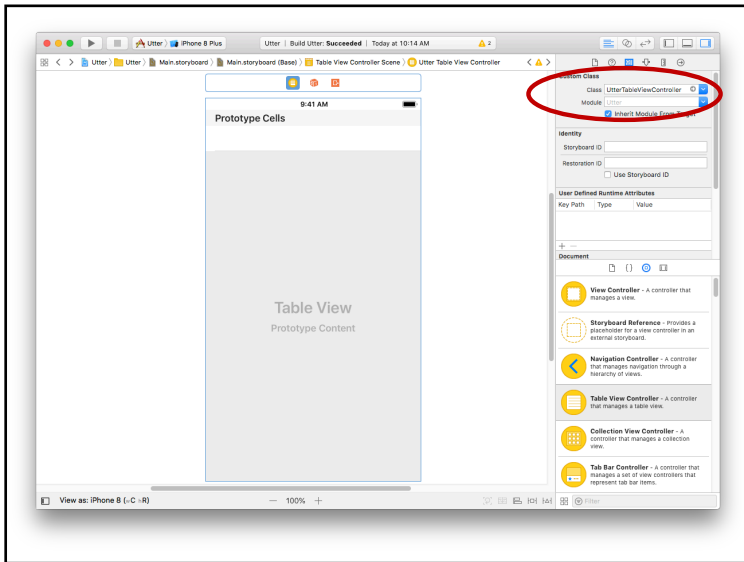 Utter 〉 iPhone 8 Plus
Utter | Build Utter: Succeeded | Today at 10:14 AM
2
Utter 〉 Utter 〉 Main.storyboard 〉 Main.storyboard (Base) 〉 Table View Controller Scene 〉 Utter Table View Controller
9:41 AM
Prototype Cells
Table View
Prototype Content
Custom Class
Class UtterTableViewController
Module Utter
Inherit Module From Target
Identity
Storyboard ID
Restoration ID
Use Storyboard ID
User Defined Runtime Attributes
Key Path Type Value
Document
View Controller - A controller that
manages a view.
Storyboard Reference - Provides a
placeholder for a view controller in an
external storyboard.
Navigation Controller - A controller
that manages navigation through a
hierarchy of views.
Table View Controller - A controller
that manages a table view.
Collection View Controller - A
controller that manages a collection
view.
Tab Bar Controller - A controller that
manages a set of view controllers that
represent tab bar items.
View as: iPhone 8 (wC hR)
— 100% +
Filter